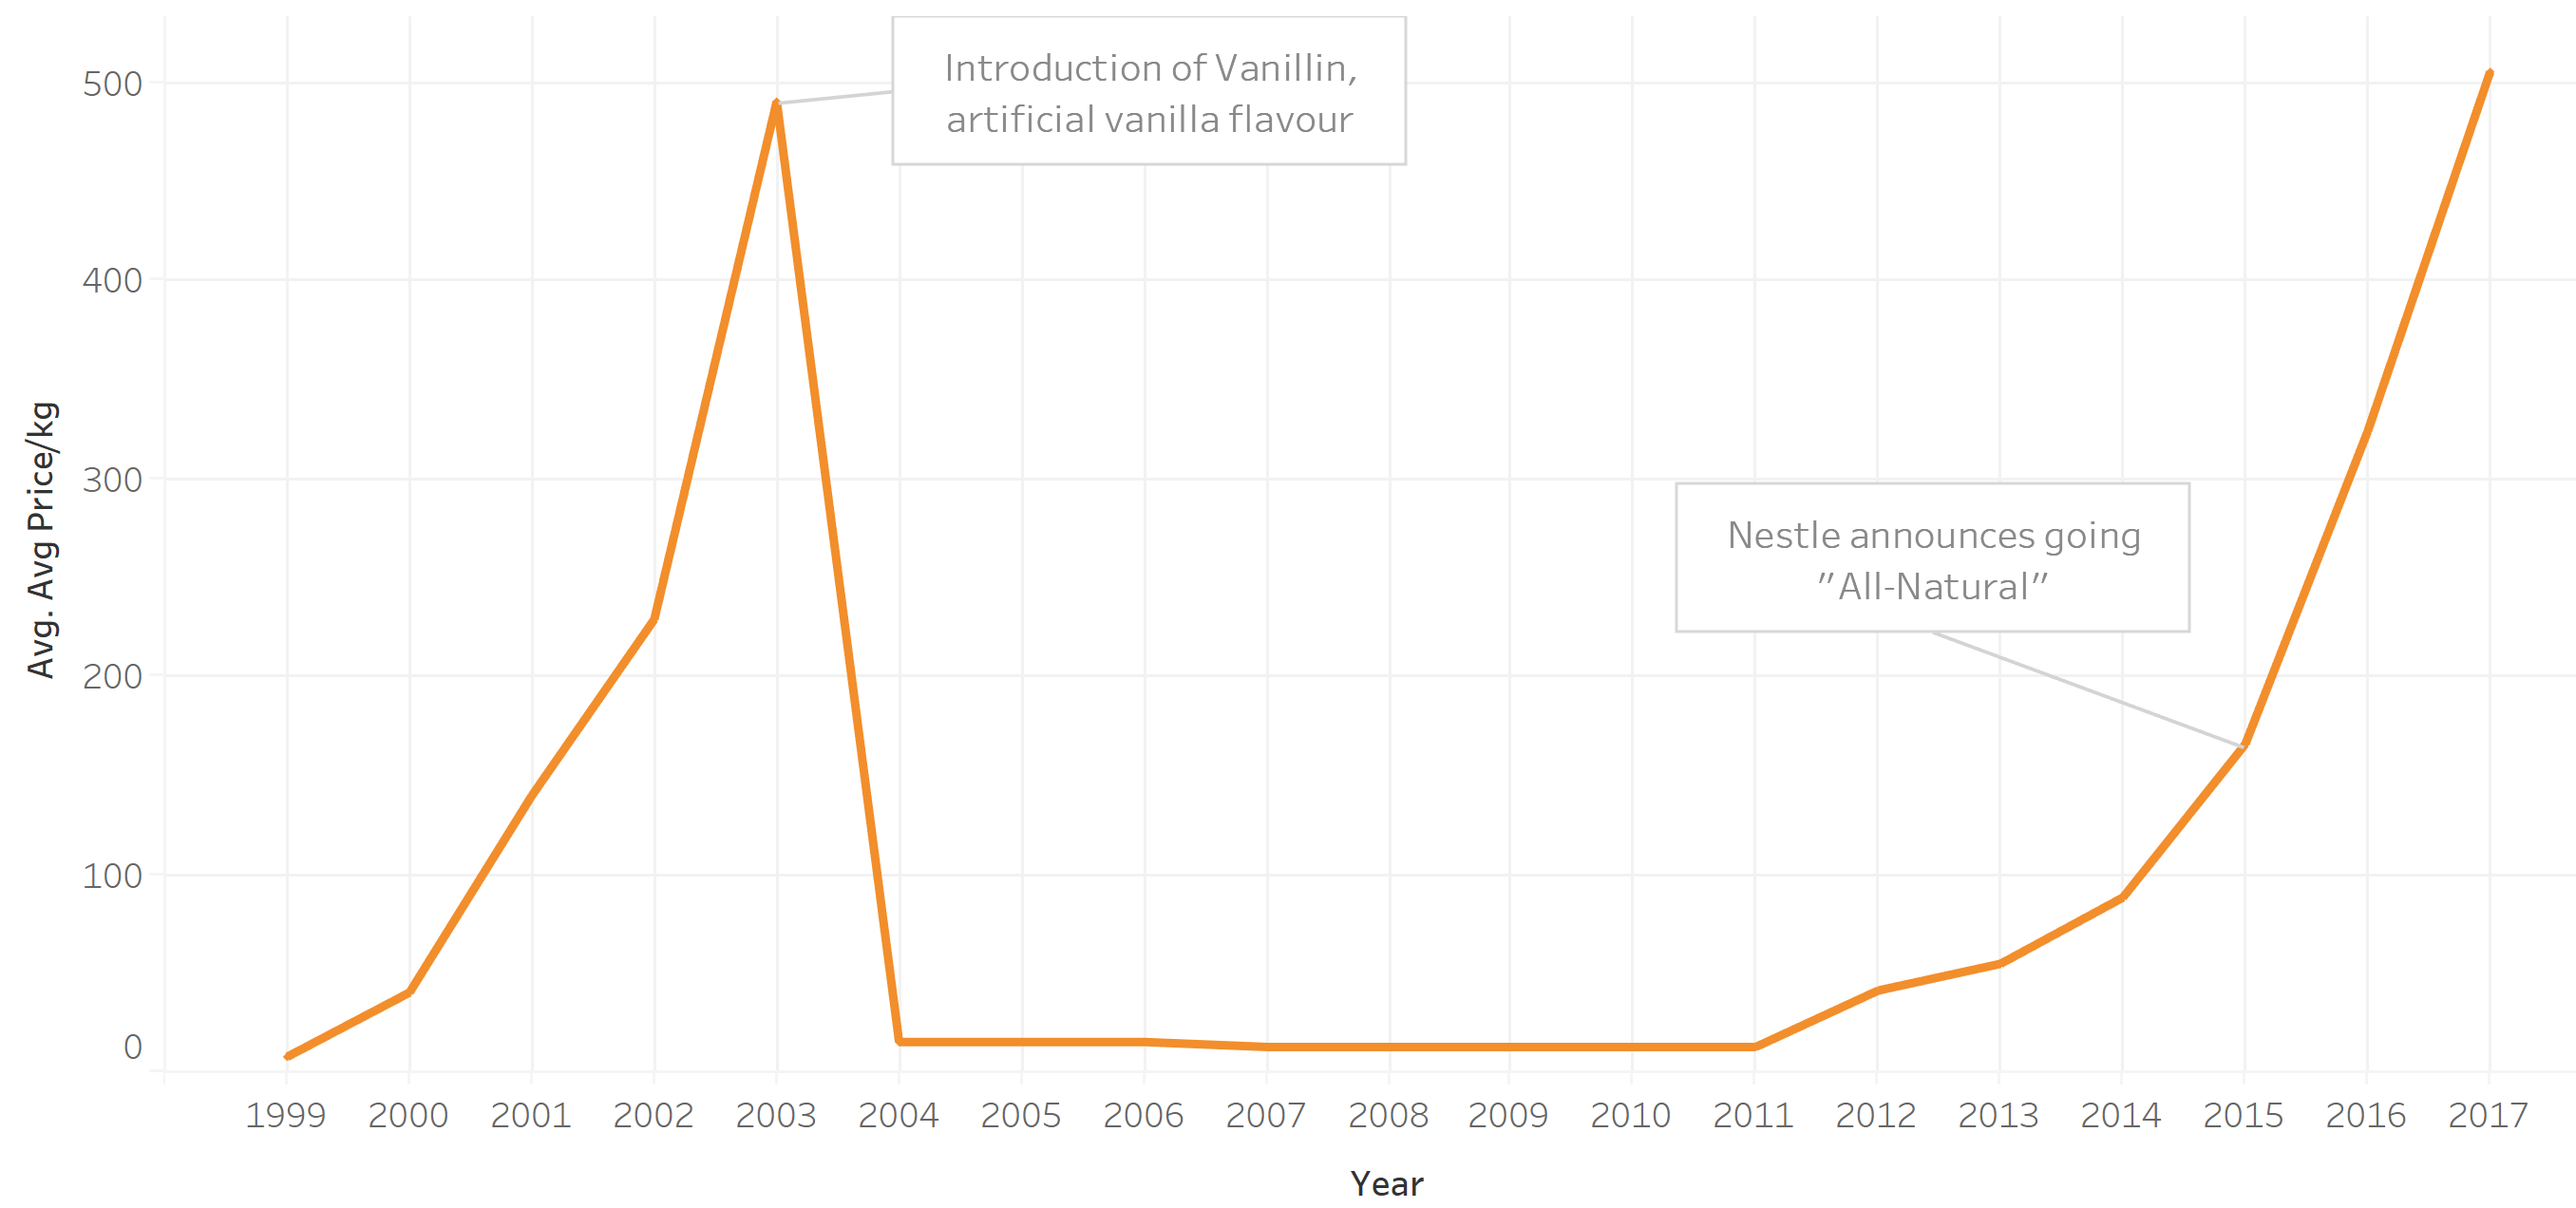 Introduction of Vanillin,
artificial vanilla flavour
Nestle announces going
"All-Natural"
Avg. Avg Price/kg
500
400
300
200
100
0
1999 2000 2001 2002 2003 2004 2005 2006 2007 2008 2009 2010 2011 2012 2013 2014 2015 2016 2017
Year